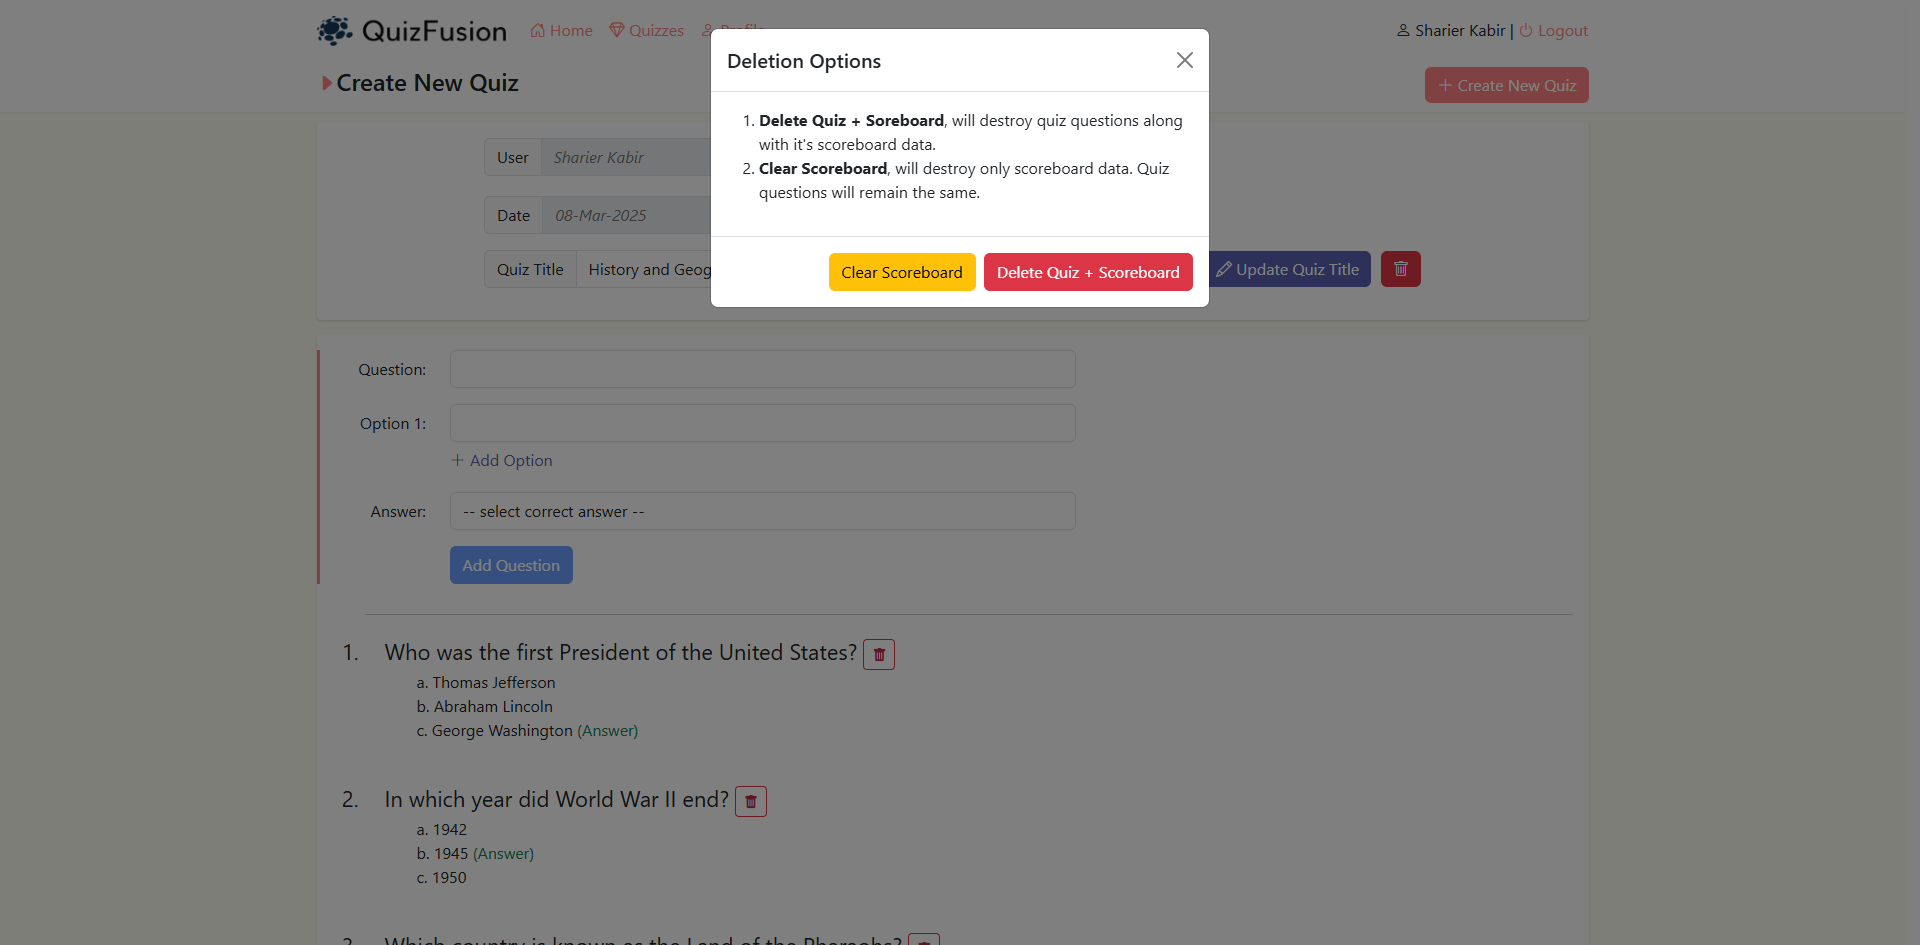 QuizFusion Home Quizzes Profile Sharier Kabir | Logout
Create New Quiz + Create New Quiz
Deletion Options
1. Delete Quiz + Soreboard, will destroy quiz questions along
with it's scoreboard data.
2. Clear Scoreboard, will destroy only scoreboard data. Quiz
questions will remain the same.
Clear Scoreboard Delete Quiz + Scoreboard
User Sharier Kabir
Date 08-Mar-2025
Quiz Title History and Geog Update Quiz Title
Question:
Option 1:
+ Add Option
Answer: -- select correct answer --
Add Question
1. Who was the first President of the United States?
a. Thomas Jefferson
b. Abraham Lincoln
c. George Washington (Answer)
2. In which year did World War II end?
a. 1942
b. 1945 (Answer)
c. 1950
3. Which country is known as the Land of the Pharaohs?